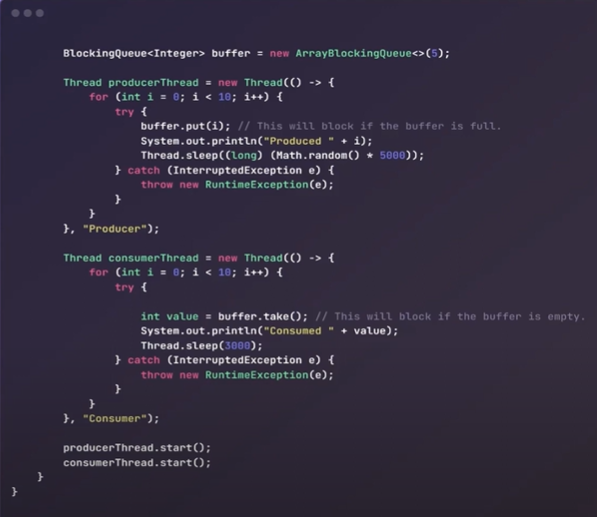 BlockingQueue<Integer> buffer = new ArrayBlockingQueue<>(5);
Thread producerThread = new Thread(() -> {
for (int i = 0; i < 10; i++) {
try {
buffer.put(i); // This will block if the buffer is full.
System.out.println("Produced " + i);
Thread.sleep((long) (Math.random() * 5000));
} catch (InterruptedException e) {
throw new RuntimeException(e);
}
}
}, "Producer");
Thread consumerThread = new Thread(() -> {
for (int i = 0; i < 10; i++) {
try {
int value = buffer.take(); // This will block if the buffer is empty.
System.out.println("Consumed " + value);
Thread.sleep(3000);
} catch (InterruptedException e) {
throw new RuntimeException(e);
}
}
}, "Consumer");
producerThread.start();
consumerThread.start();
}
}